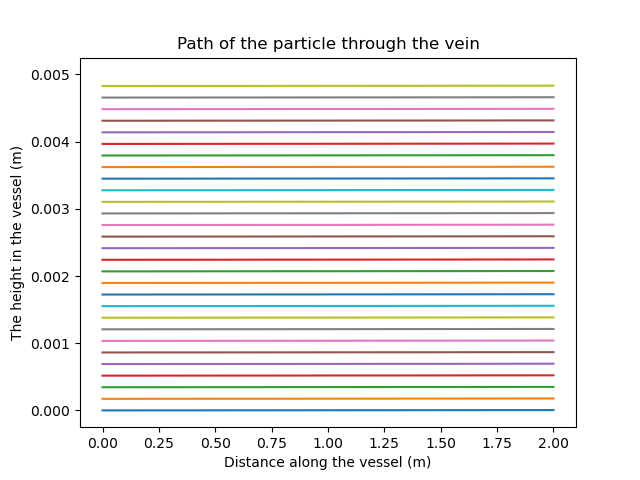 Path of the particle through the vein
The height in the vessel (m)
0.005
0.004
0.003
0.002
0.001
0.000
0.00 0.25 0.50 0.75 1.00 1.25 1.50 1.75 2.00
Distance along the vessel (m)